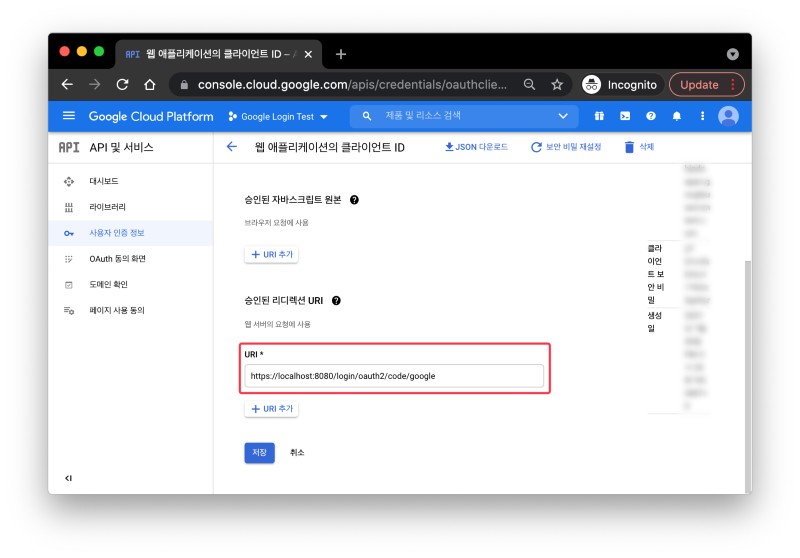 API 웹 애플리케이션의 클라이언트 ID – A
console.cloud.google.com/apis/credentials/oauthclie...
Incognito
Update
Google Cloud Platform
Google Login Test
제품 및 리소스 검색
API API 및 서비스
웹 애플리케이션의 클라이언트 ID
JSON 다운로드
보안 비밀 재설정
삭제
대시보드
라이브러리
사용자 인증 정보
OAuth 동의 화면
도메인 확인
페이지 사용 동의
승인된 자바스크립트 원본
브라우저 요청에 사용
+ URI 추가
승인된 리디렉션 URI
웹 서버의 요청에 사용
URI *
https://localhost:8080/login/oauth2/code/google
+ URI 추가
저장
취소
클라
이언
트 보
안 비
밀
생성
일